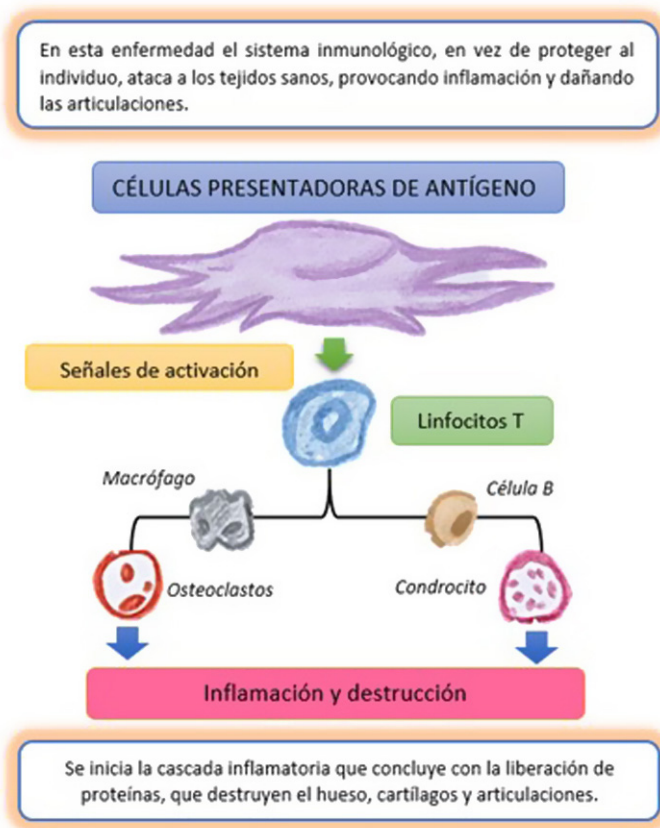 En esta enfermedad el sistema inmunológico, en vez de proteger al
individuo, ataca a los tejidos sanos, provocando inflamación y dañando
las articulaciones.
CÉLULAS PRESENTADORAS DE ANTÍGENO
Señales de activación
Linfocitos T
Macrófago
Célula B
Osteoclastos
Condrocito
Inflamación y destrucción
Se inicia la cascada inflamatoria que concluye con la liberación de
proteínas, que destruyen el hueso, cartílagos y articulaciones.